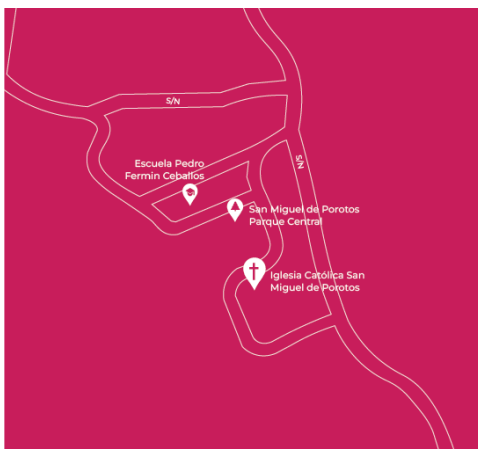 S/N
Escuela Pedro
Fermin Ceballos
S/N
San Miguel de Porotos
Parque Central
Iglesia Católica San
Miguel de Porotos